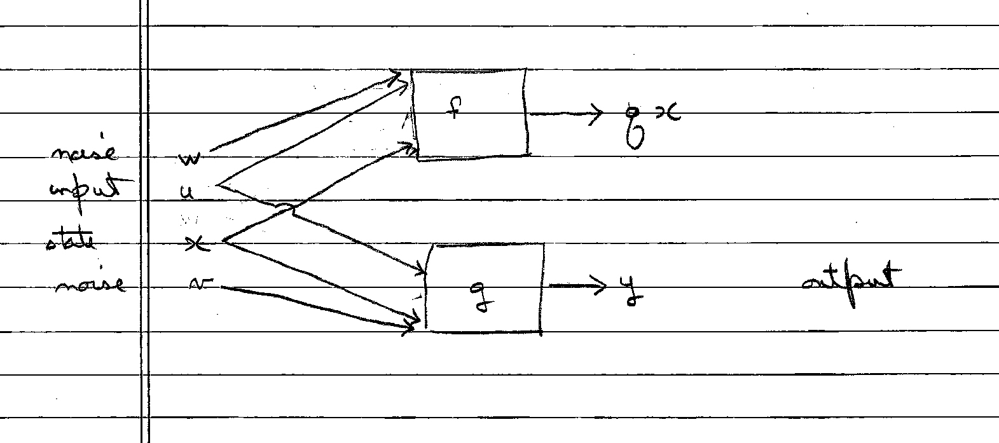 f
x
noise w
input u
state x
noise v
g y output